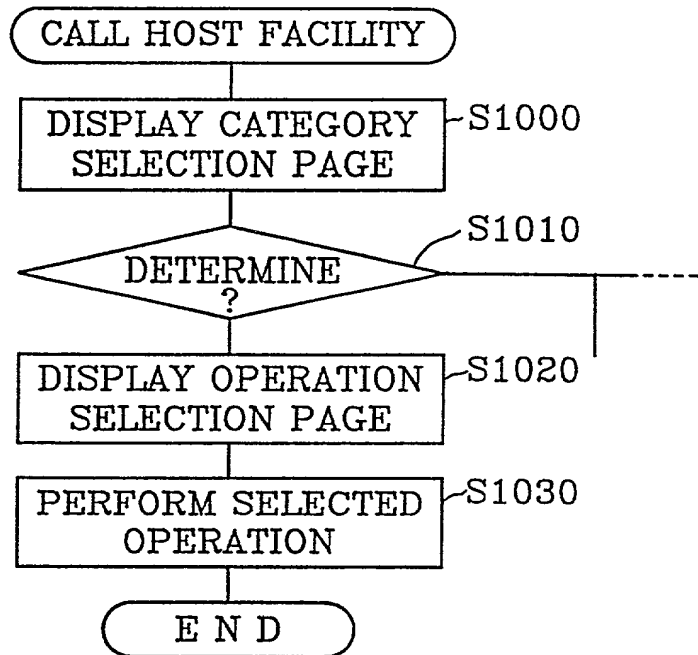 CALL HOST FACILITY
DISPLAY CATEGORY
SELECTION PAGE
S1000
DETERMINE
?
S1010
DISPLAY OPERATION
SELECTION PAGE
S1020
PERFORM SELECTED
OPERATION
S1030
END